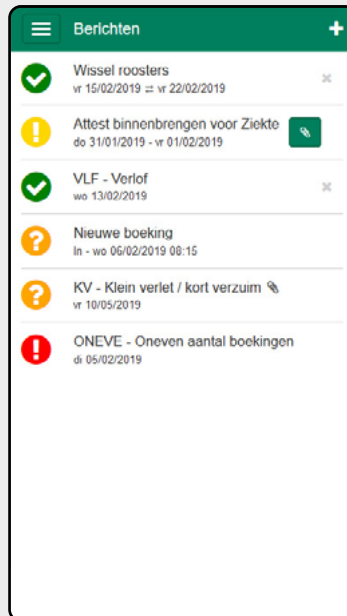 Berichten
Wissel roosters
vr 15/02/2019 ⇄ vr 22/02/2019
Attest binnenbrengen voor Ziekte
do 31/01/2019 - vr 01/02/2019
VLF - Verlof
wo 13/02/2019
Nieuwe boeking
In - wo 06/02/2019 08:15
KV - Klein verlet / kort verzuim
vr 10/05/2019
ONEVE - Oneven aantal boekingen
di 05/02/2019